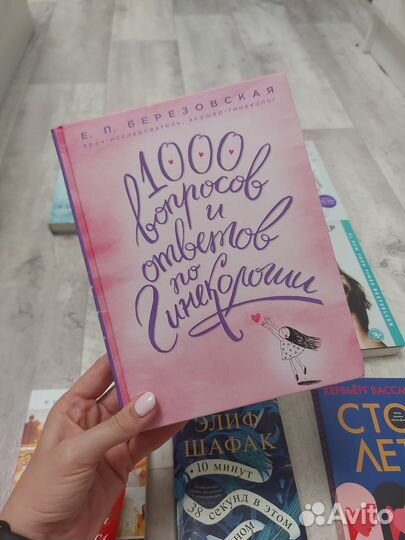 Е. П. БЕРЕЗОВСКАЯ
врач-исследователь, акушер-гинеколог
1000
вопросов
и
ответов
по
Гинекологии
ЭЛИФ
ШАФАК
10 минут
38 секунд в этом
ХЕРБЬЁРГ ВАССМУ
СТО
ЛЕТ
Avito